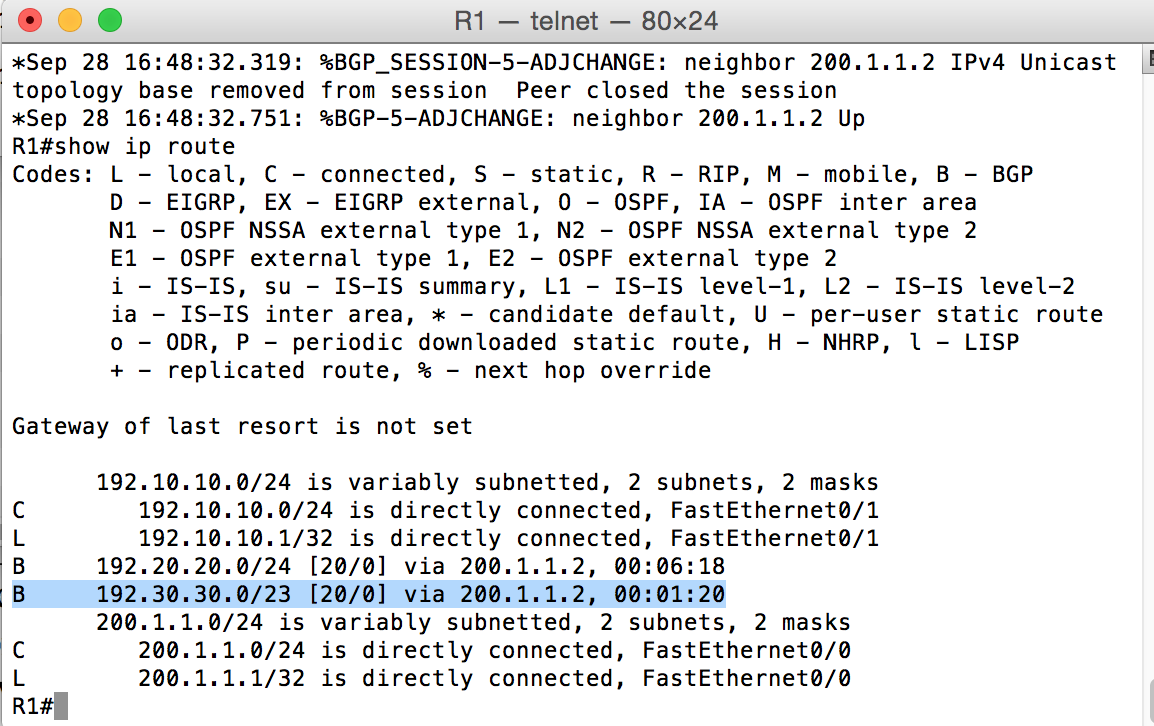 R1 — telnet — 80×24
*Sep 28 16:48:32.319: %BGP_SESSION-5-ADJCHANGE: neighbor 200.1.1.2 IPv4 Unicast
topology base removed from session  Peer closed the session
*Sep 28 16:48:32.751: %BGP-5-ADJCHANGE: neighbor 200.1.1.2 Up
R1#show ip route
Codes: L - local, C - connected, S - static, R - RIP, M - mobile, B - BGP
       D - EIGRP, EX - EIGRP external, O - OSPF, IA - OSPF inter area
       N1 - OSPF NSSA external type 1, N2 - OSPF NSSA external type 2
       E1 - OSPF external type 1, E2 - OSPF external type 2
       i - IS-IS, su - IS-IS summary, L1 - IS-IS level-1, L2 - IS-IS level-2
       ia - IS-IS inter area, * - candidate default, U - per-user static route
       o - ODR, P - periodic downloaded static route, H - NHRP, l - LISP
       + - replicated route, % - next hop override
Gateway of last resort is not set
      192.10.10.0/24 is variably subnetted, 2 subnets, 2 masks
C        192.10.10.0/24 is directly connected, FastEthernet0/1
L        192.10.10.1/32 is directly connected, FastEthernet0/1
B     192.20.20.0/24 [20/0] via 200.1.1.2, 00:06:18
B     192.30.30.0/23 [20/0] via 200.1.1.2, 00:01:20
      200.1.1.0/24 is variably subnetted, 2 subnets, 2 masks
C        200.1.1.0/24 is directly connected, FastEthernet0/0
L        200.1.1.1/32 is directly connected, FastEthernet0/0
R1#